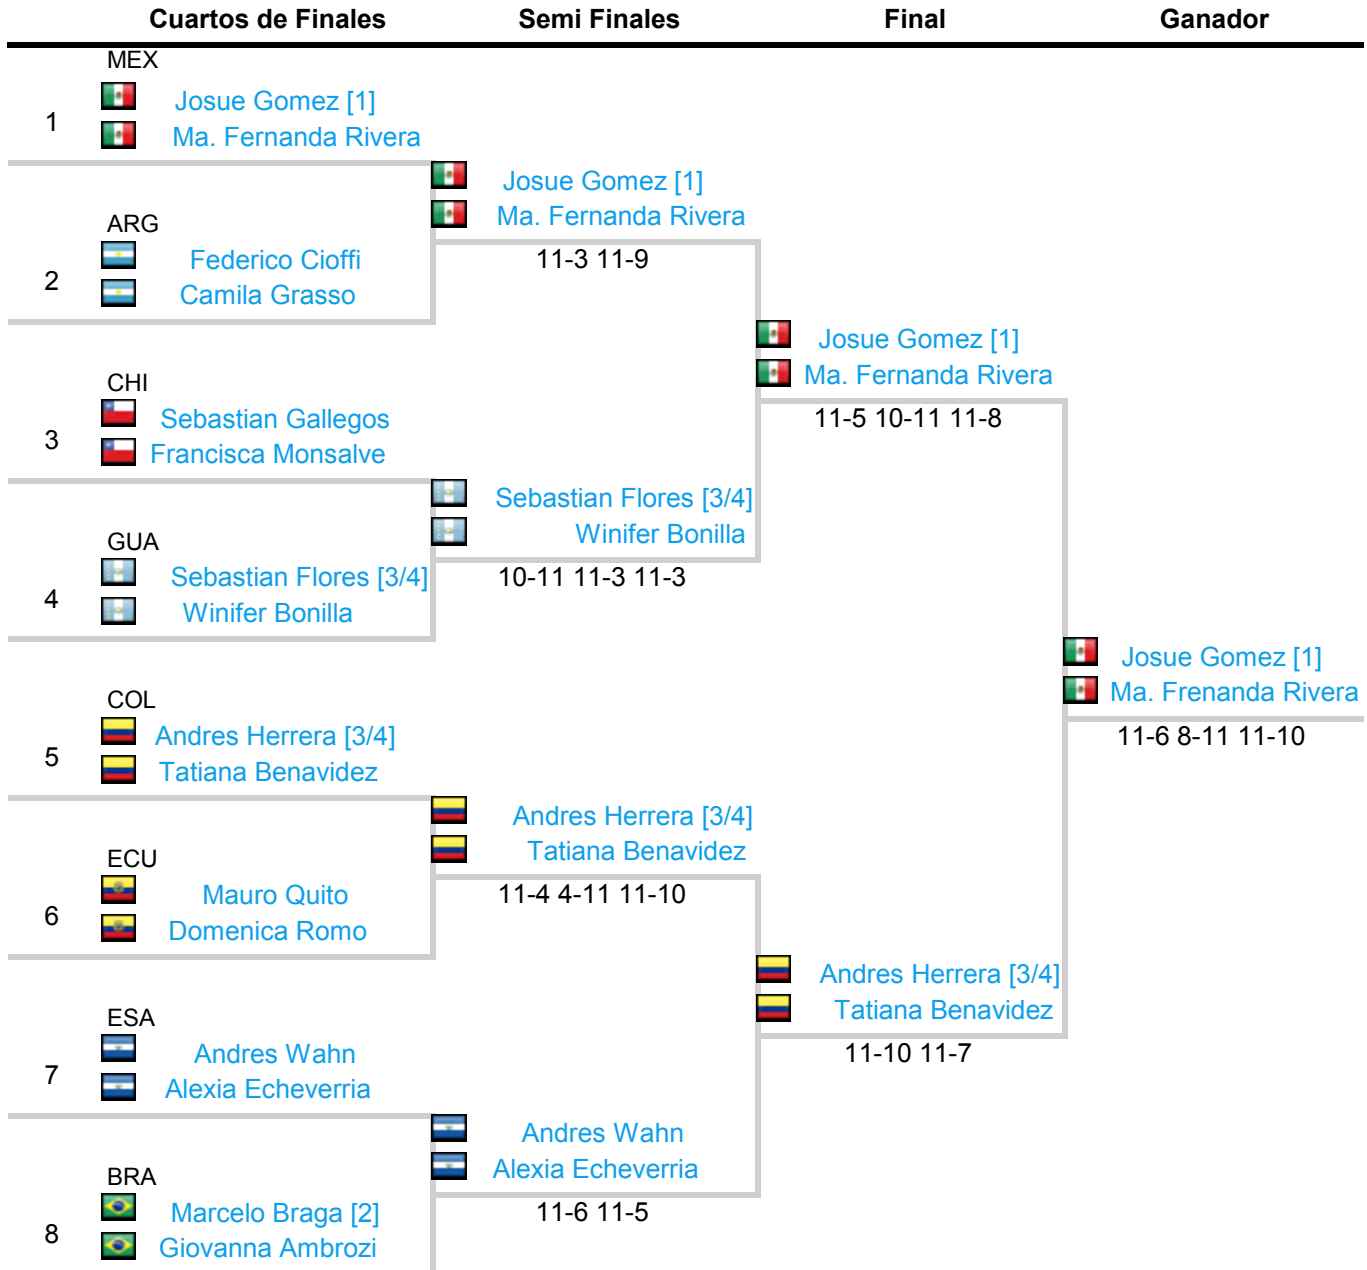 Cuartos de Finales Semi Finales Final Ganador
MEX
1 Josue Gomez [1]
Ma. Fernanda Rivera
Josue Gomez [1]
Ma. Fernanda Rivera
11-3 11-9
ARG
2 Federico Cioffi
Camila Grasso
Josue Gomez [1]
Ma. Fernanda Rivera
11-5 10-11 11-8
CHI
3 Sebastian Gallegos
Francisca Monsalve
Sebastian Flores [3/4]
Winifer Bonilla
10-11 11-3 11-3
GUA
4 Sebastian Flores [3/4]
Winifer Bonilla
Josue Gomez [1]
Ma. Frenanda Rivera
11-6 8-11 11-10
COL
5 Andres Herrera [3/4]
Tatiana Benavidez
Andres Herrera [3/4]
Tatiana Benavidez
11-4 4-11 11-10
ECU
6 Mauro Quito
Domenica Romo
Andres Herrera [3/4]
Tatiana Benavidez
11-10 11-7
ESA
7 Andres Wahn
Alexia Echeverria
Andres Wahn
Alexia Echeverria
11-6 11-5
BRA
8 Marcelo Braga [2]
Giovanna Ambrozi